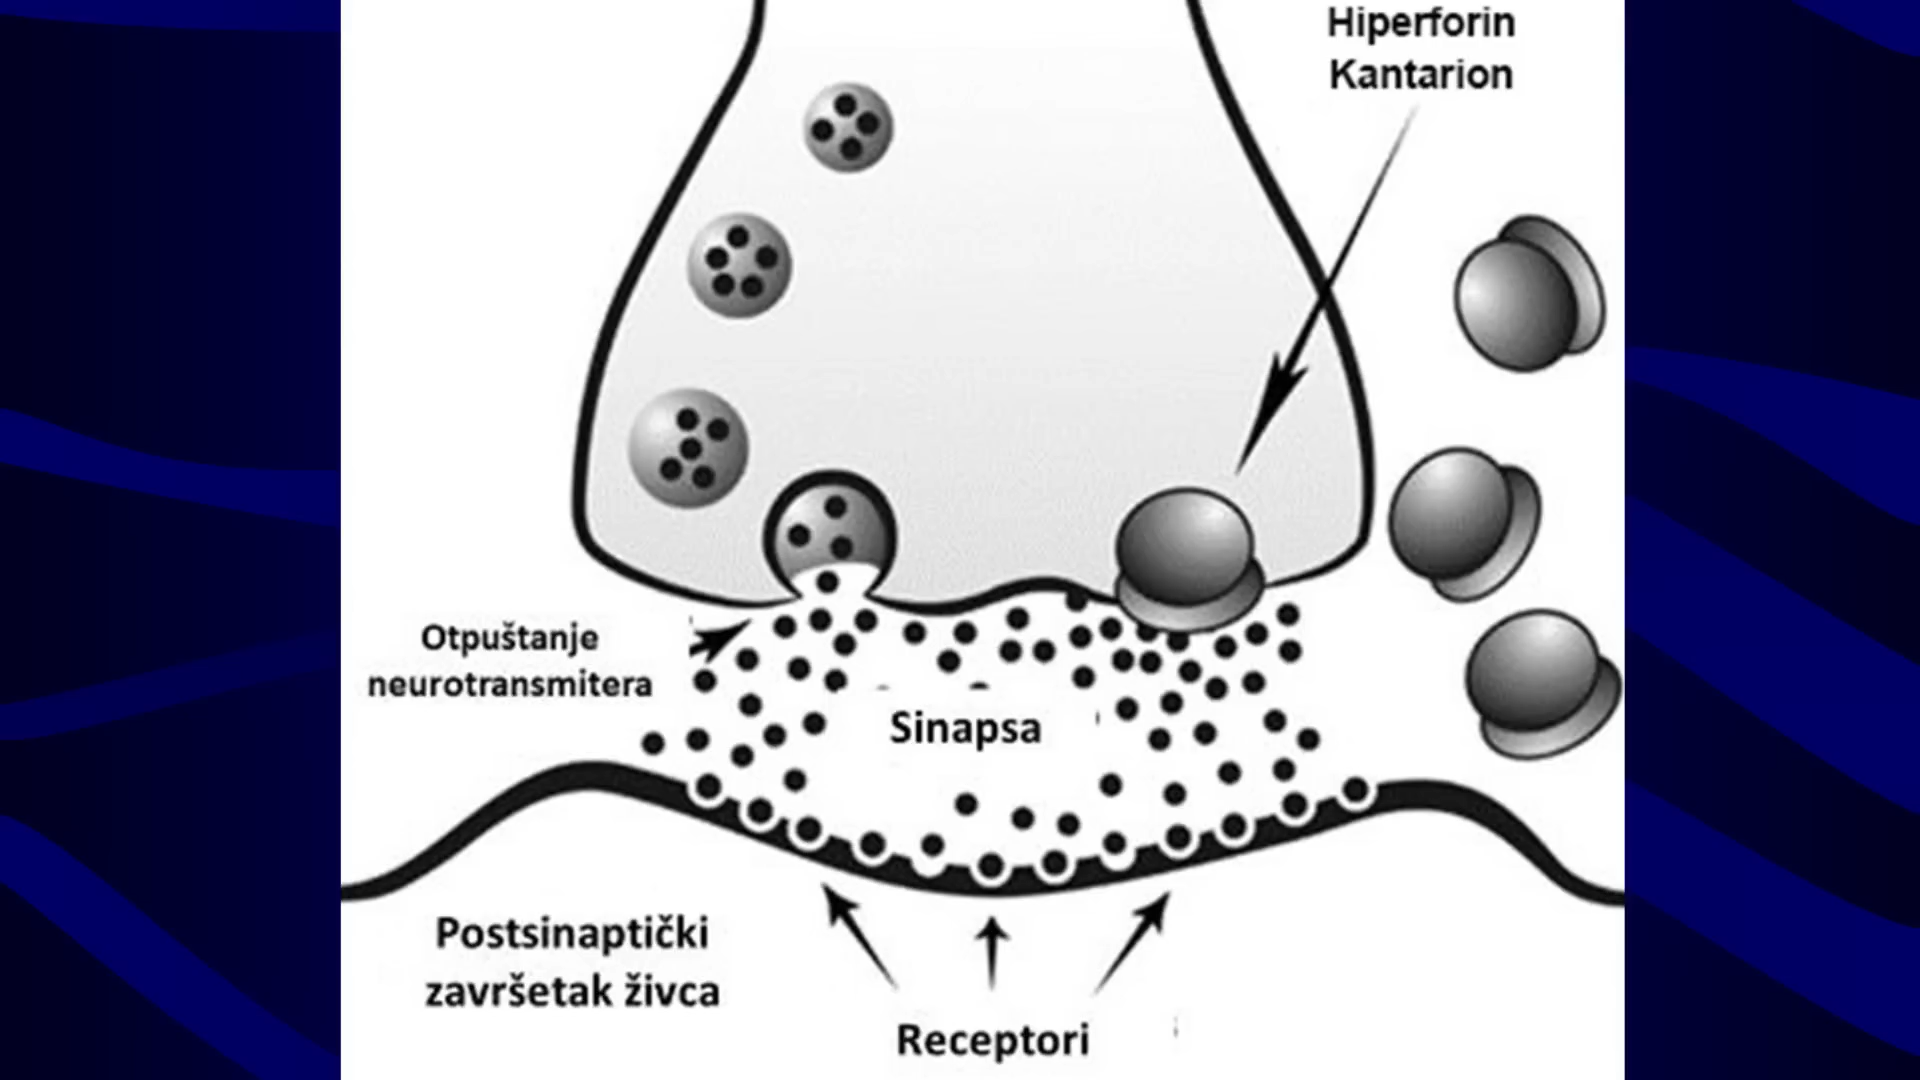 Hiperforin
Kantarion
Otpuštanje
neurotransmitera
Sinapsa
Postsinaptički
završetak živca
Receptori